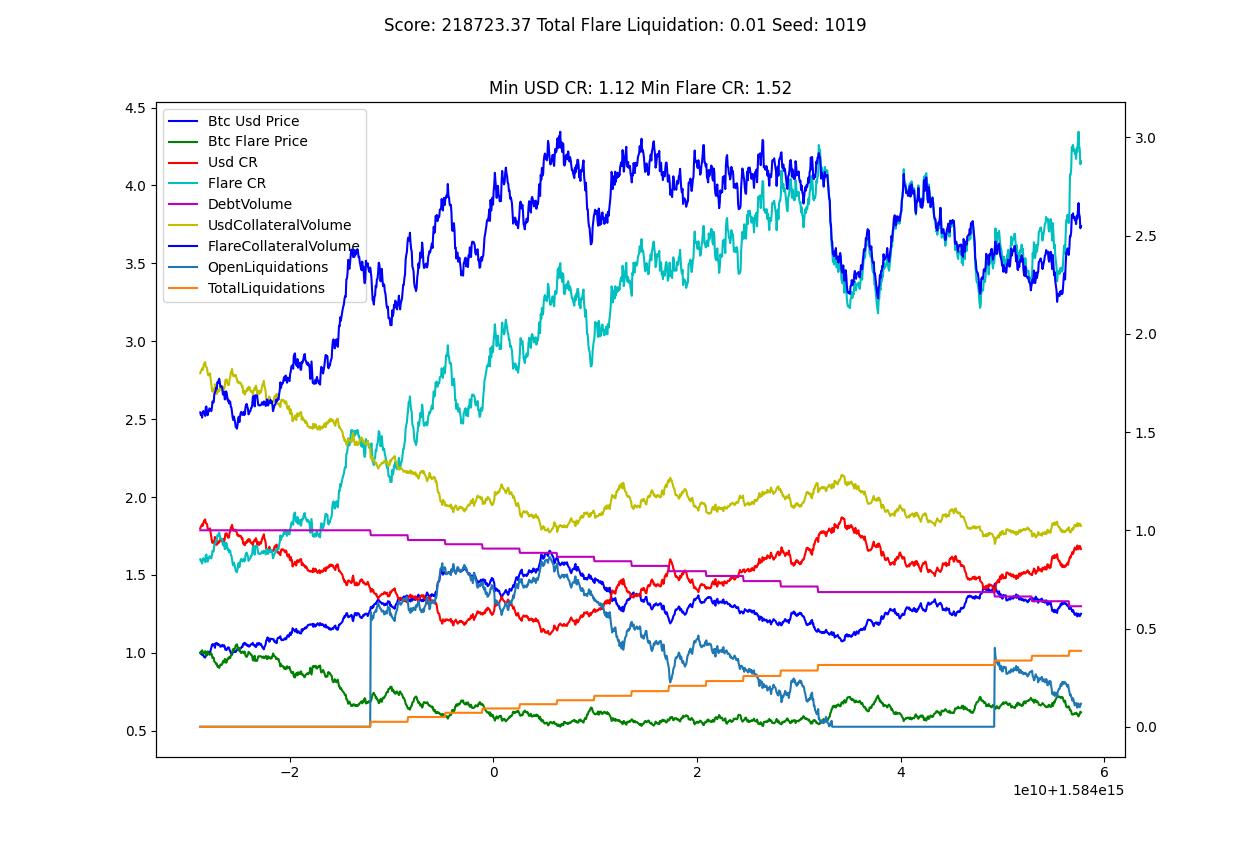 Score: 218723.37 Total Flare Liquidation: 0.01 Seed: 1019
Min USD CR: 1.12 Min Flare CR: 1.52
4.5
4.0
3.5
3.0
2.5
2.0
1.5
1.0
0.5
Btc Usd Price
Btc Flare Price
Usd CR
Flare CR
DebtVolume
UsdCollateralVolume
FlareCollateralVolume
OpenLiquidations
TotalLiquidations
3.0
2.5
2.0
1.5
1.0
0.5
0.0
−2 0 2 4 6
1e10+1.584e15